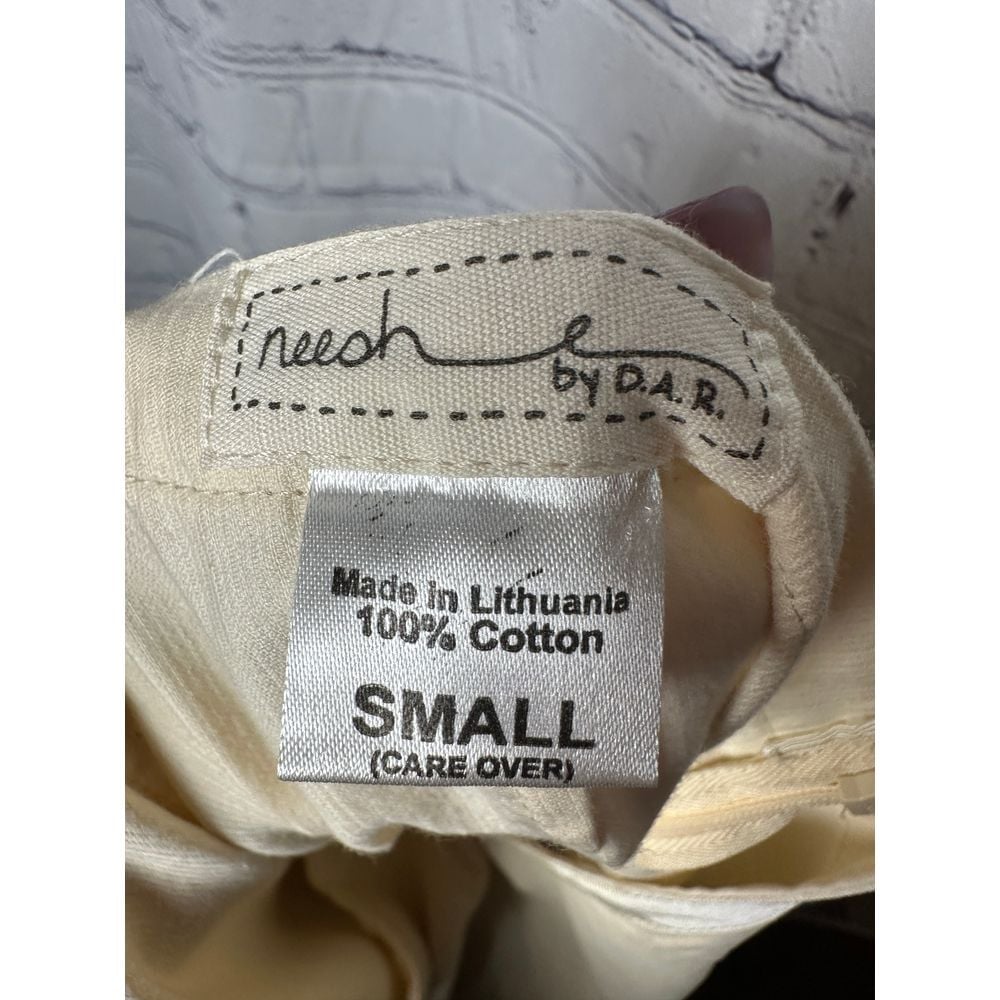 neesh
by D.A.R.
Made in Lithuania
100% Cotton
SMALL
(CARE OVER)